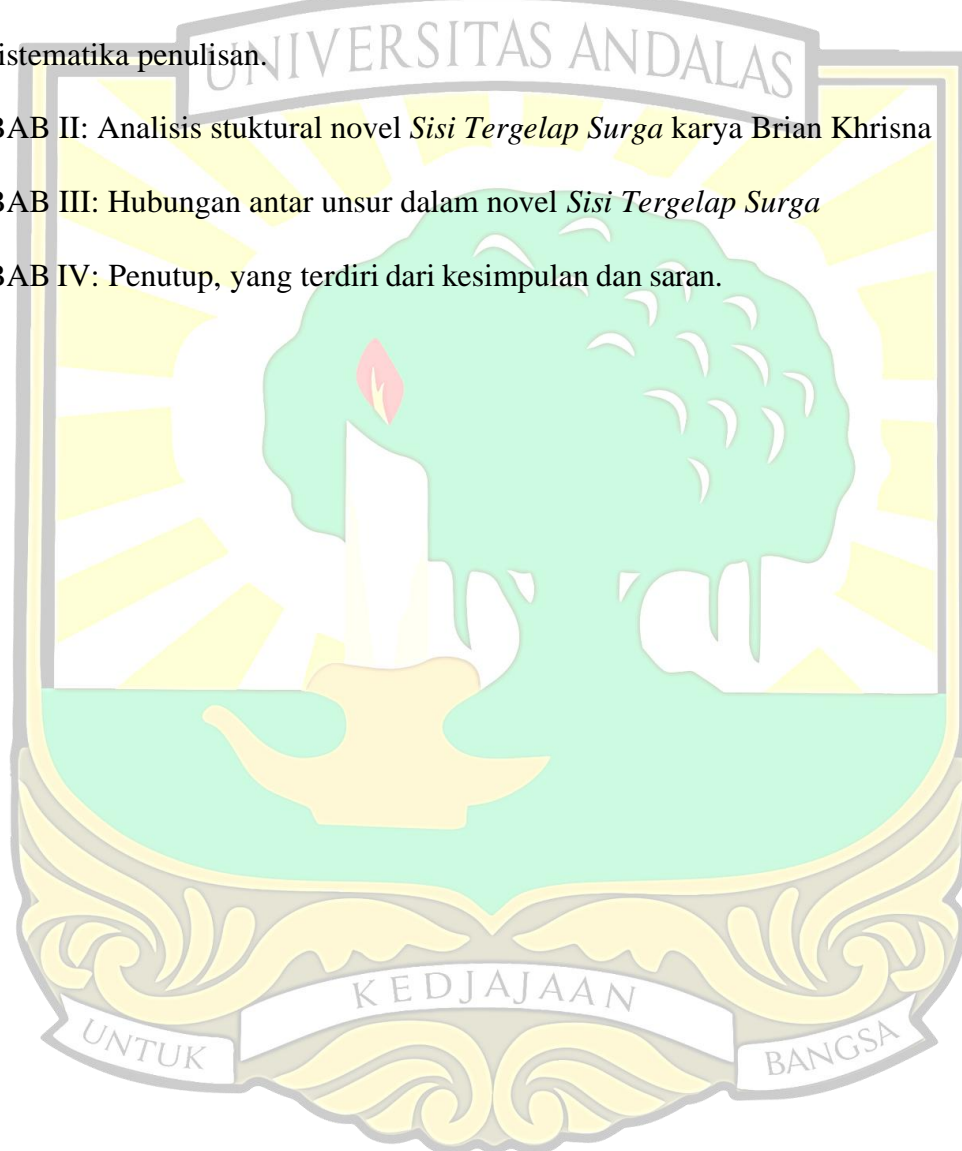 istematika penulisan.
UNIVERSITAS ANDALAS
BAB II: Analisis stuktural novel Sisi Tergelap Surga karya Brian Khrisna
BAB III: Hubungan antar unsur dalam novel Sisi Tergelap Surga
BAB IV: Penutup, yang terdiri dari kesimpulan dan saran.
UNTUK KEDJAJAAN BANGSA